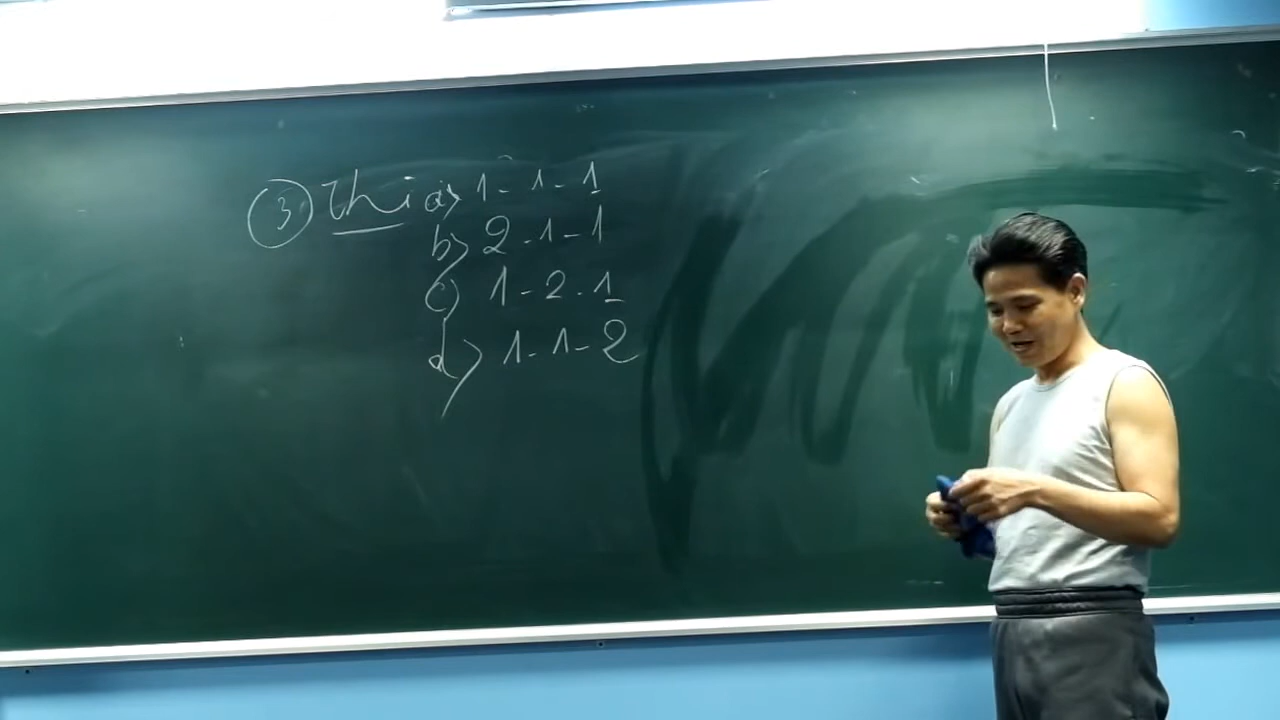 ③ Thi a) 1 - 1 - 1
b) 2 - 1 - 1
c) 1 - 2 - 1
d) 1 - 1 - 2